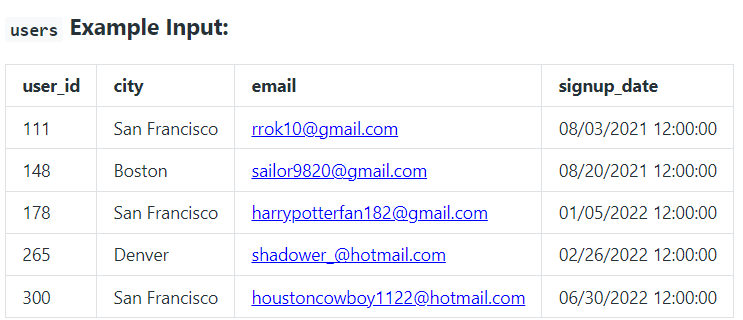 users Example Input:
user_id city email signup_date
111 San Francisco rrok10@gmail.com 08/03/2021 12:00:00
148 Boston sailor9820@gmail.com 08/20/2021 12:00:00
178 San Francisco harrypotterfan182@gmail.com 01/05/2022 12:00:00
265 Denver shadower_@hotmail.com 02/26/2022 12:00:00
300 San Francisco houstoncowboy1122@hotmail.com 06/30/2022 12:00:00